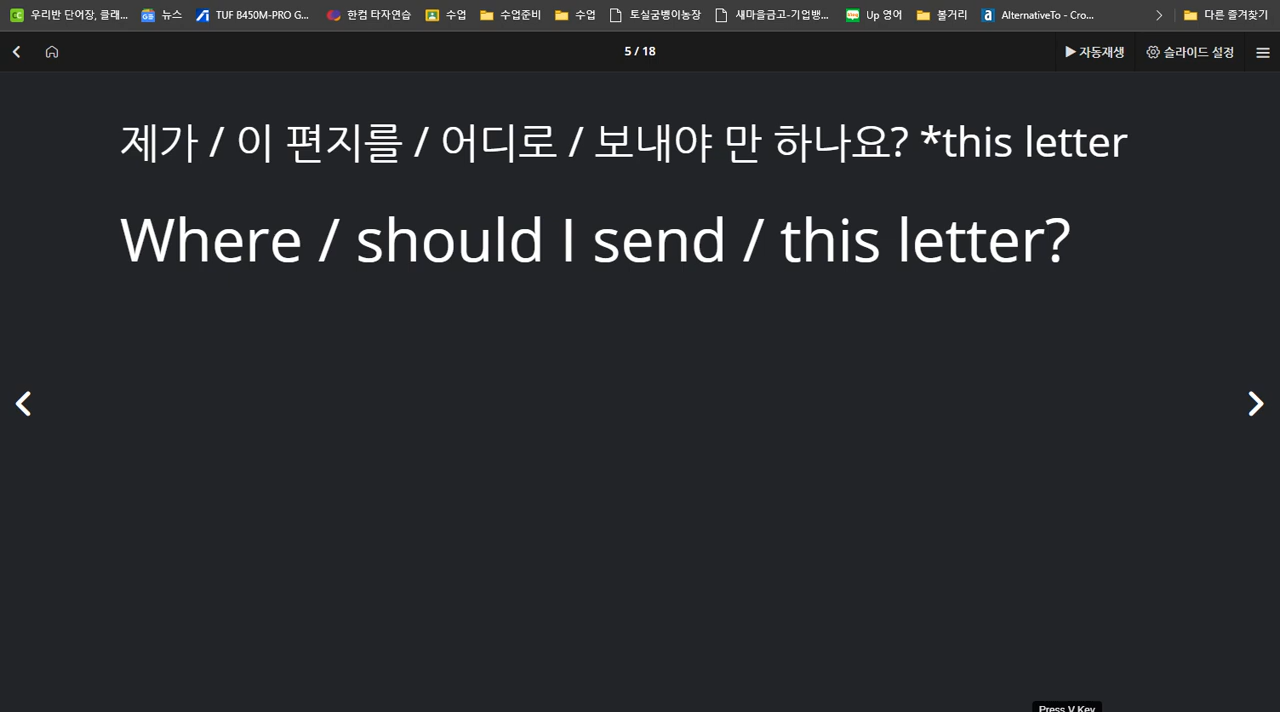 우리반 단어장, 클래... 뉴스 TUF B450M-PRO G... 한컴 타자연습 수업 수업준비 수업 토실굼벵이농장 새마을금고-기업뱅... Up 영어 볼거리 AlternativeTo - Cro... 다른 즐겨찾기
5 / 18 자동재생 슬라이드 설정
제가 / 이 편지를 / 어디로 / 보내야 만 하나요? *this letter
Where / should I send / this letter?
Press V Key